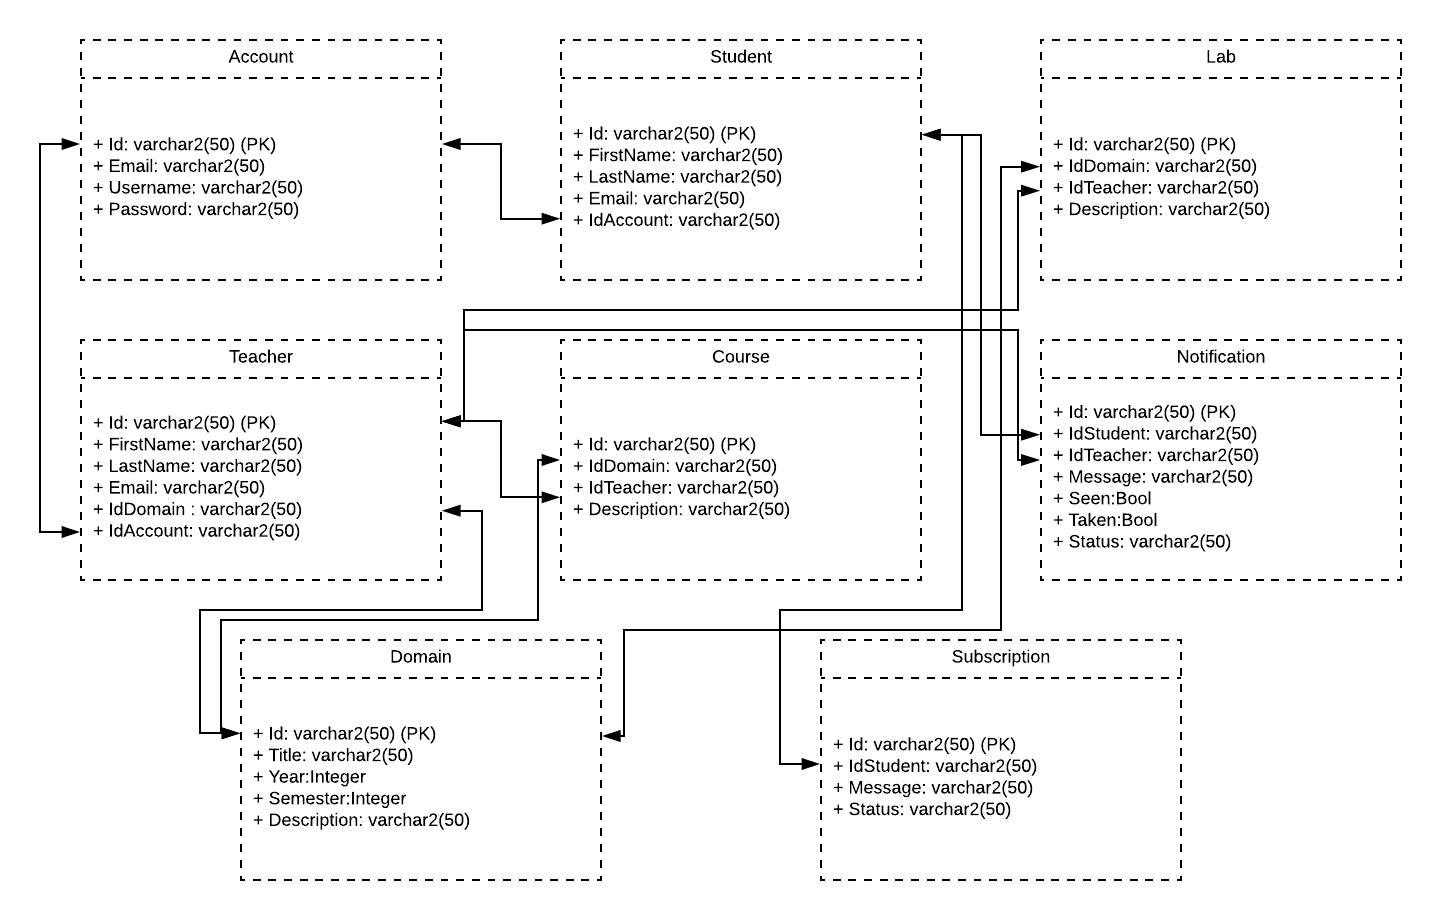 Account
+ Id: varchar2(50) (PK)
+ Email: varchar2(50)
+ Username: varchar2(50)
+ Password: varchar2(50)
Student
+ Id: varchar2(50) (PK)
+ FirstName: varchar2(50)
+ LastName: varchar2(50)
+ Email: varchar2(50)
+ IdAccount: varchar2(50)
Lab
+ Id: varchar2(50) (PK)
+ IdDomain: varchar2(50)
+ IdTeacher: varchar2(50)
+ Description: varchar2(50)
Teacher
+ Id: varchar2(50) (PK)
+ FirstName: varchar2(50)
+ LastName: varchar2(50)
+ Email: varchar2(50)
+ IdDomain : varchar2(50)
+ IdAccount: varchar2(50)
Course
+ Id: varchar2(50) (PK)
+ IdDomain: varchar2(50)
+ IdTeacher: varchar2(50)
+ Description: varchar2(50)
Notification
+ Id: varchar2(50) (PK)
+ IdStudent: varchar2(50)
+ IdTeacher: varchar2(50)
+ Message: varchar2(50)
+ Seen:Bool
+ Taken:Bool
+ Status: varchar2(50)
Domain
+ Id: varchar2(50) (PK)
+ Title: varchar2(50)
+ Year:Integer
+ Semester:Integer
+ Description: varchar2(50)
Subscription
+ Id: varchar2(50) (PK)
+ IdStudent: varchar2(50)
+ Message: varchar2(50)
+ Status: varchar2(50)